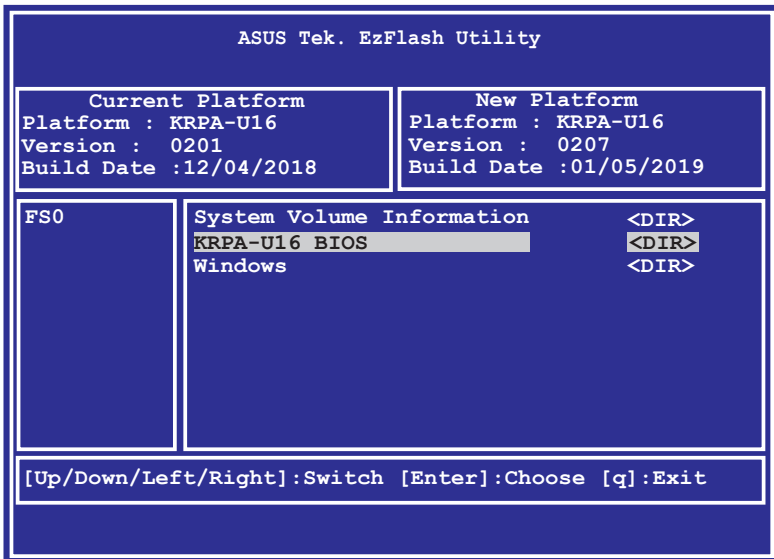 ASUS Tek. EzFlash Utility
Current Platform
Platform : KRPA-U16
Version : 0201
Build Date :12/04/2018
New Platform
Platform : KRPA-U16
Version : 0207
Build Date :01/05/2019
FS0
System Volume Information <DIR>
KRPA-U16 BIOS <DIR>
Windows <DIR>
[Up/Down/Left/Right]:Switch [Enter]:Choose [q]:Exit